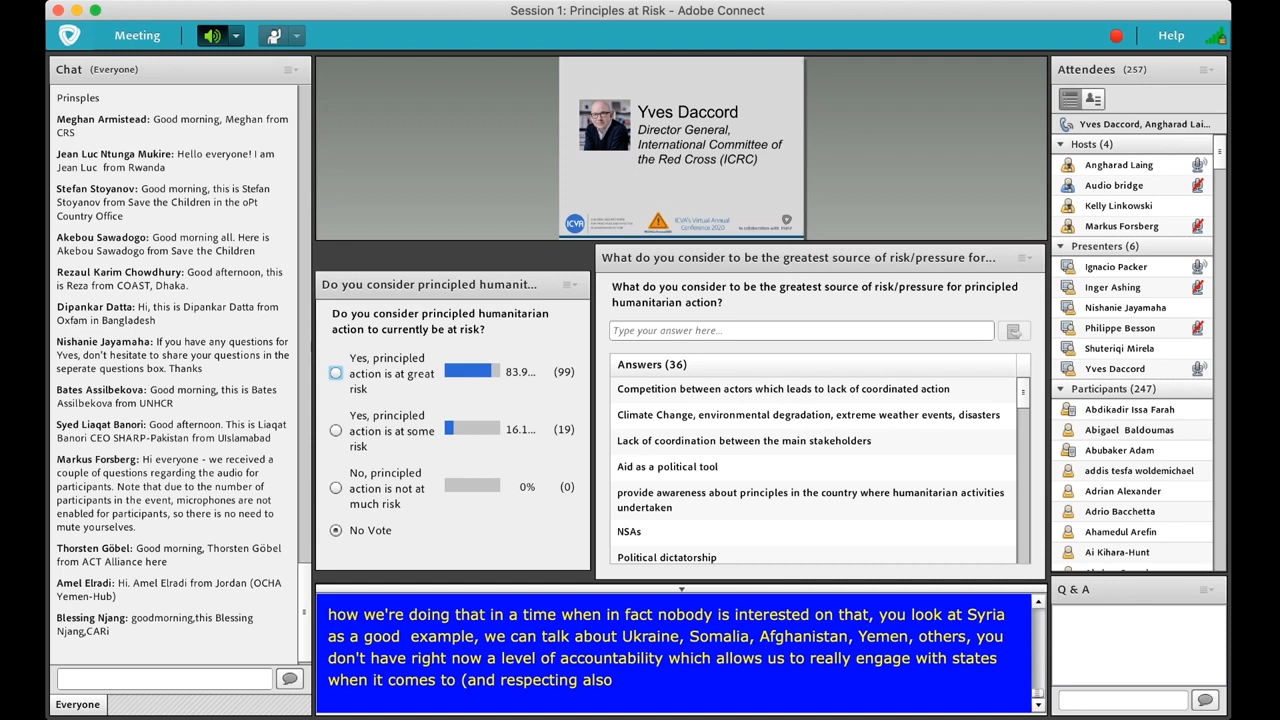 Session 1: Principles at Risk - Adobe Connect
Meeting
Help
Chat (Everyone)
Prinsples
Meghan Armistead: Good morning, Meghan from
CRS
Jean Luc Ntunga Mukire: Hello everyone! I am
Jean Luc from Rwanda
Stefan Stoyanov: Good morning, this is Stefan
Stoyanov from Save the Children in the oPt
Country Office
Akebou Sawadogo: Good morning all. Here is
Akebou Sawadogo from Save the Children
Rezaul Karim Chowdhury: Good afternoon, this
is Reza from COAST, Dhaka.
Dipankar Datta: Hi, this is Dipankar Datta from
Oxfam in Bangladesh
Nishanie Jayamaha: If you have any questions for
Yves, don't hesitate to share your questions in the
seperate questions box. Thanks
Bates Assilbekova: Good morning, this is Bates
Assilbekova from UNHCR
Syed Liaqat Banori: Good afternoon. This is Liaqat
Banori CEO SHARP-Pakistan from UIslamabad
Markus Forsberg: Hi everyone - we received a
couple of questions regarding the audio for
participants. Note that due to the number of
participants in the event, microphones are not
enabled for participants, so there is no need to
mute yourselves.
Thorsten Göbel: Good morning, Thorsten Göbel
from ACT Alliance here
Amel Elradi: Hi. Amel Elradi from Jordan (OCHA
Yemen-Hub)
Blessing Njang: goodmorning,this Blessing
Njang,CARi
Everyone
Yves Daccord
Director General,
International Committee of
the Red Cross (ICRC)
ICVA
ICVA's Virtual Annual
Conference 2020
Do you consider principled humanit...
Do you consider principled humanitarian
action to currently be at risk?
Yes, principled
action is at great
risk
83.9... (99)
Yes, principled
action is at some
risk
16.1... (19)
No, principled
action is not at
much risk
0% (0)
No Vote
What do you consider to be the greatest source of risk/pressure for...
What do you consider to be the greatest source of risk/pressure for principled
humanitarian action?
Type your answer here...
Answers (36)
Competition between actors which leads to lack of coordinated action
Climate Change, environmental degradation, extreme weather events, disasters
Lack of coordination between the main stakeholders
Aid as a political tool
provide awareness about principles in the country where humanitarian activities
undertaken
NSAs
Political dictatorship
how we're doing that in a time when in fact nobody is interested on that, you look at Syria
as a good example, we can talk about Ukraine, Somalia, Afghanistan, Yemen, others, you
don't have right now a level of accountability which allows us to really engage with states
when it comes to (and respecting also
Attendees (257)
Yves Daccord, Angharad Lai...
Hosts (4)
Angharad Laing
Audio bridge
Kelly Linkowski
Markus Forsberg
Presenters (6)
Ignacio Packer
Inger Ashing
Nishanie Jayamaha
Philippe Besson
Shuteriqi Mirela
Yves Daccord
Participants (247)
Abdikadir Issa Farah
Abigael Baldoumas
Abubaker Adam
addis tesfa woldemichael
Adrian Alexander
Adrio Bacchetta
Ahamedul Arefin
Ai Kihara-Hunt
Q & A